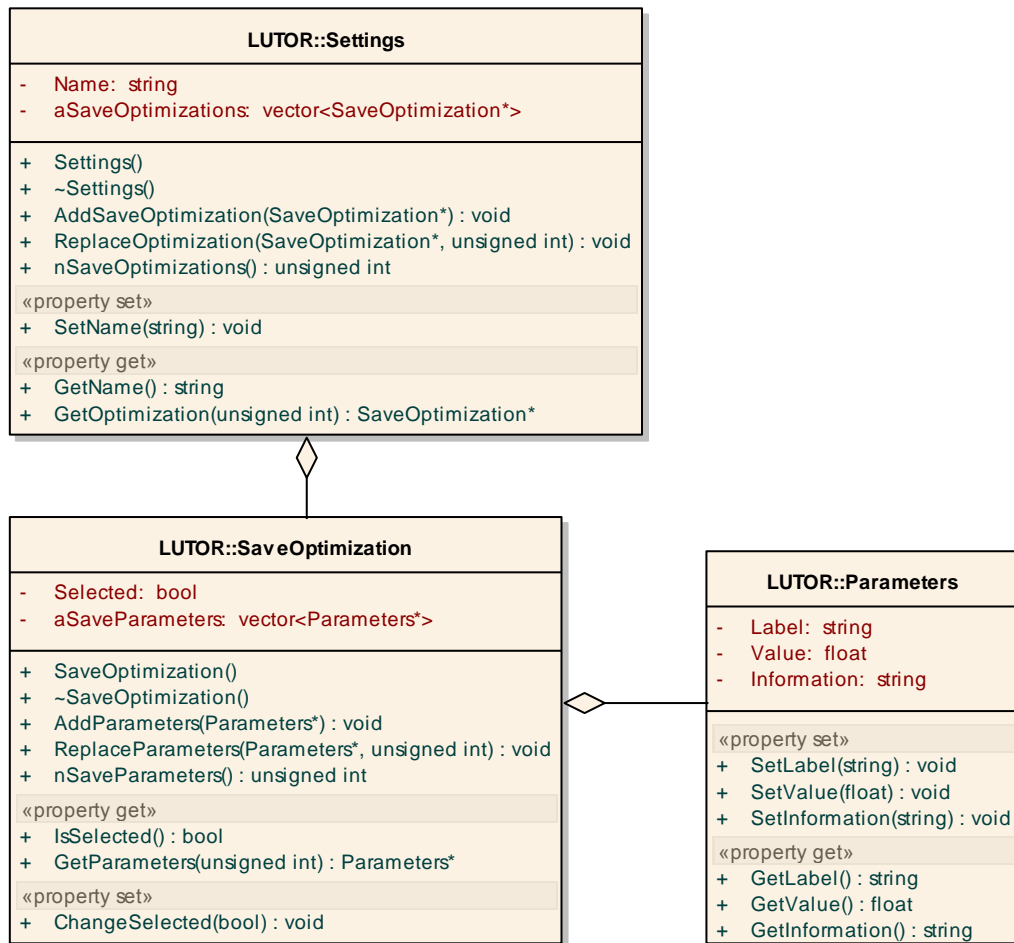 LUTOR::Settings
- Name: string
- aSaveOptimizations: vector<SaveOptimization*>
+ Settings()
+ ~Settings()
+ AddSaveOptimization(SaveOptimization*) : void
+ ReplaceOptimization(SaveOptimization*, unsigned int) : void
+ nSaveOptimizations() : unsigned int
«property set»
+ SetName(string) : void
«property get»
+ GetName() : string
+ GetOptimization(unsigned int) : SaveOptimization*
LUTOR::SaveOptimization
- Selected: bool
- aSaveParameters: vector<Parameters*>
+ SaveOptimization()
+ ~SaveOptimization()
+ AddParameters(Parameters*) : void
+ ReplaceParameters(Parameters*, unsigned int) : void
+ nSaveParameters() : unsigned int
«property get»
+ IsSelected() : bool
+ GetParameters(unsigned int) : Parameters*
«property set»
+ ChangeSelected(bool) : void
LUTOR::Parameters
- Label: string
- Value: float
- Information: string
«property set»
+ SetLabel(string) : void
+ SetValue(float) : void
+ SetInformation(string) : void
«property get»
+ GetLabel() : string
+ GetValue() : float
+ GetInformation() : string